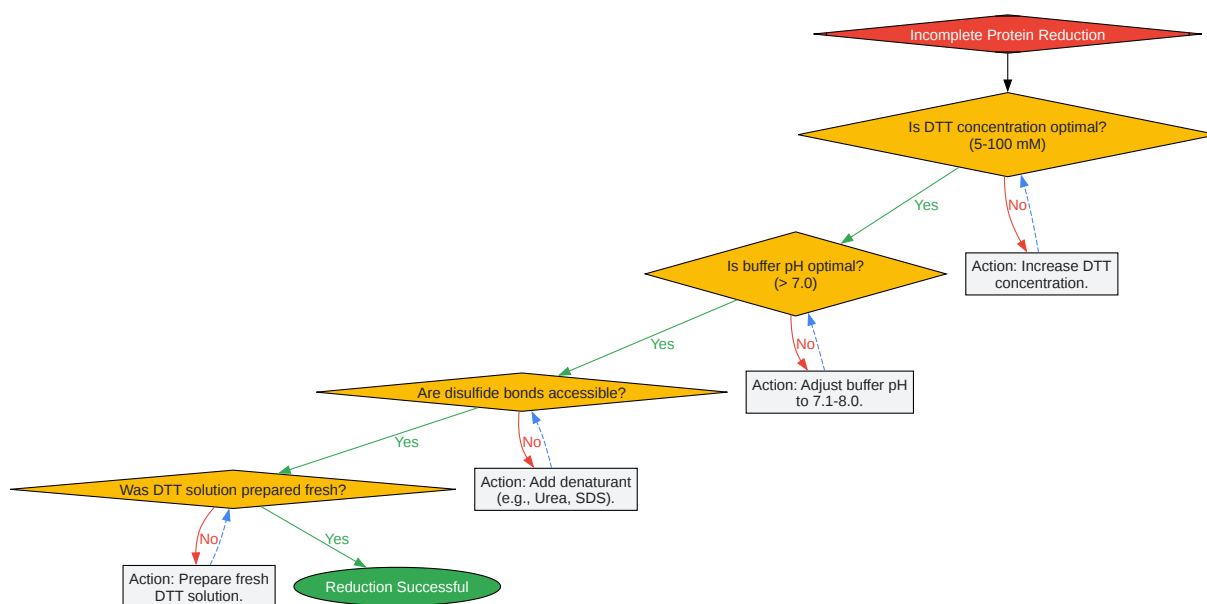 Incomplete Protein Reduction
Is DTT concentration optimal?
(5-100 mM)
Yes
No
Action: Increase DTT
concentration.
Is buffer pH optimal?
(> 7.0)
Yes
No
Action: Adjust buffer pH
to 7.1-8.0.
Are disulfide bonds accessible?
Yes
No
Action: Add denaturant
(e.g., Urea, SDS).
Was DTT solution prepared fresh?
No
Yes
Action: Prepare fresh
DTT solution.
Reduction Successful